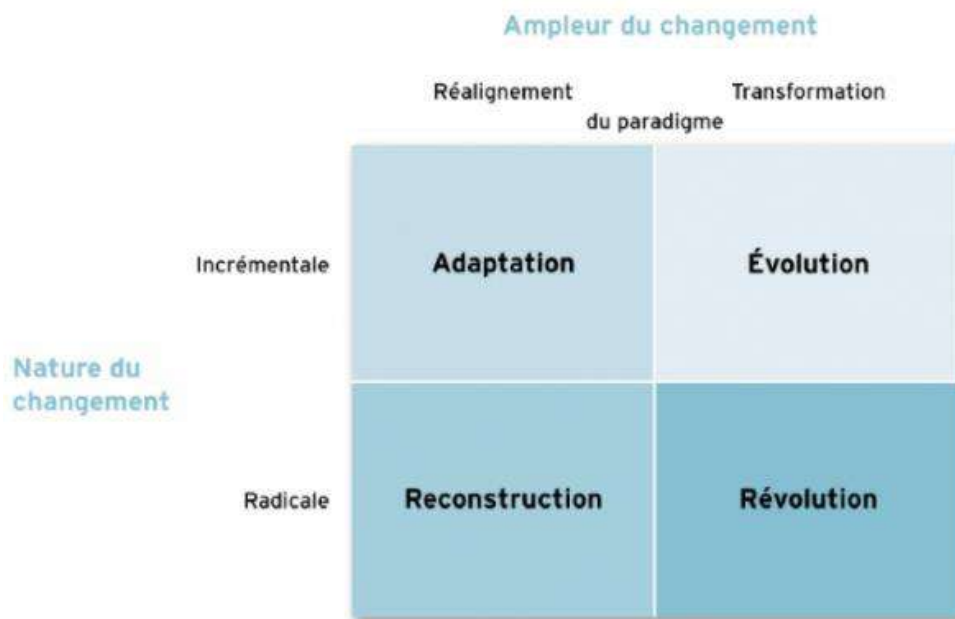 Ampleur du changement
Réalignement Transformation
du paradigme
Incrémentale Adaptation Évolution
Nature du
changement
Radicale Reconstruction Révolution